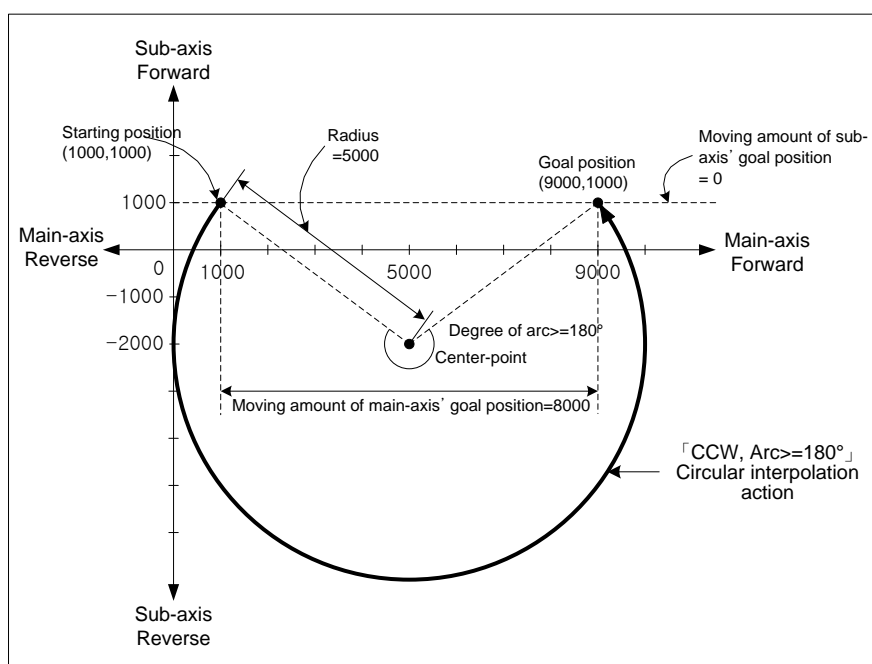 Sub-axis
Forward
Starting position
(1000,1000)
Radius
=5000
Goal position
(9000,1000)
Moving amount of sub-
axis’ goal position
= 0
1000
Main-axis
Reverse
0
1000
5000
9000
Main-axis
Forward
-1000
-2000
Degree of arc>=180°
Center-point
Moving amount of main-axis’ goal position=8000
「CCW, Arc>=180°」
Circular interpolation
action
Sub-axis
Reverse